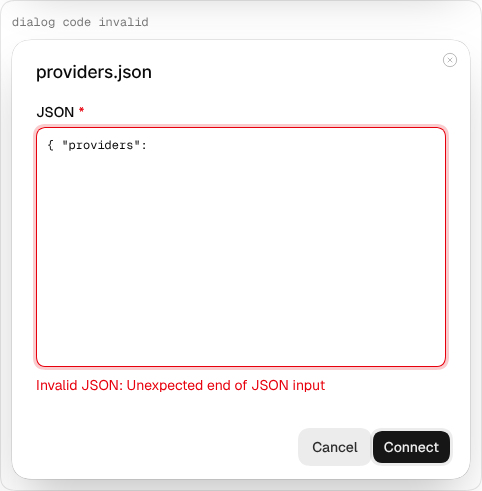 dialog code invalid
providers.json
JSON *
{ "providers":
Invalid JSON: Unexpected end of JSON input
Cancel
Connect